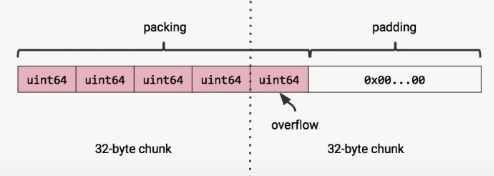 packing padding
uint64 uint64 uint64 uint64 uint64 0x00...00
overflow
32-byte chunk 32-byte chunk